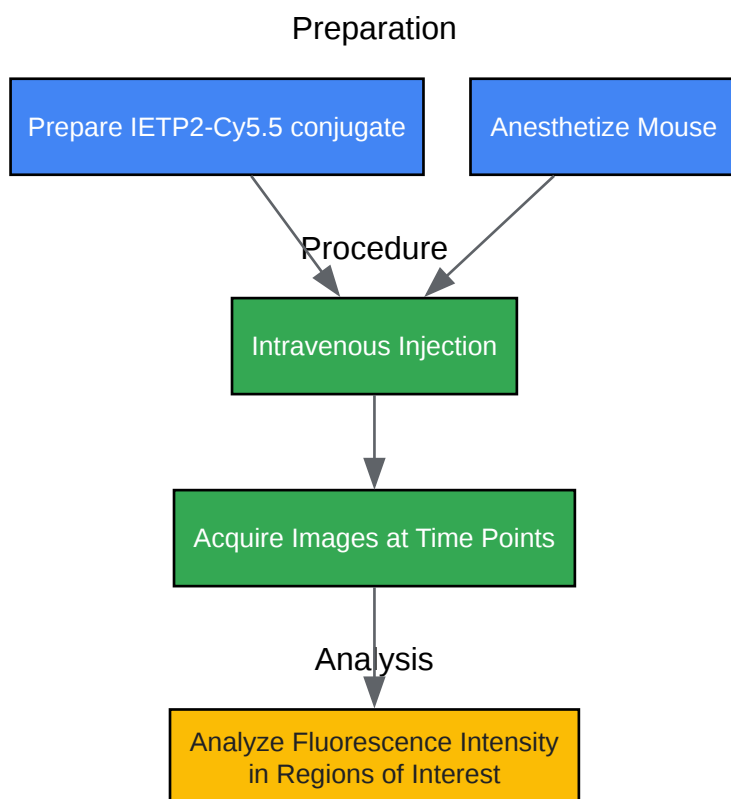 Preparation
Prepare IETP2-Cy5.5 conjugate
Anesthetize Mouse
Procedure
Intravenous Injection
Acquire Images at Time Points
Analysis
Analyze Fluorescence Intensity
in Regions of Interest